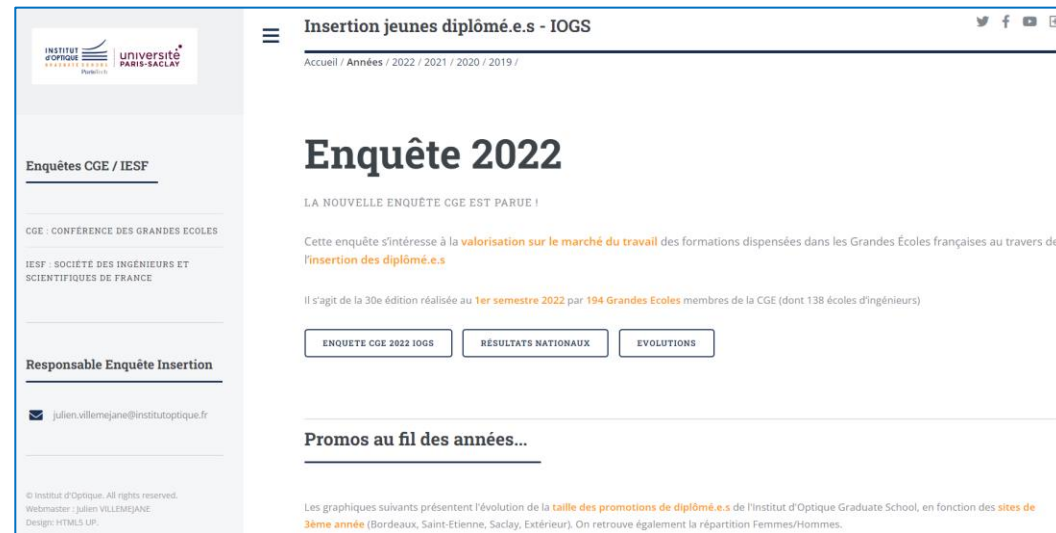 INSTITUT
d'OPTIQUE
GRADUATE SCHOOL
ParisTech
université
PARIS-SACLAY
Enquêtes CGE / IESF
CGE : CONFÉRENCE DES GRANDES ECOLES
IESF : SOCIÉTÉ DES INGÉNIEURS ET
SCIENTIFIQUES DE FRANCE
Responsable Enquête Insertion
julien.villemejane@institutoptique.fr
© Institut d'Optique. All rights reserved.
Webmaster : Julien VILLEMEJANE
Design: HTML5 UP.
Insertion jeunes diplômé.e.s - IOGS
Accueil / Années / 2022 / 2021 / 2020 / 2019 /
Enquête 2022
LA NOUVELLE ENQUÊTE CGE EST PARUE !
Cette enquête s'intéresse à la valorisation sur le marché du travail des formations dispensées dans les Grandes Écoles françaises au travers de
l'insertion des diplômé.e.s
Il s'agit de la 30e édition réalisée au 1er semestre 2022 par 194 Grandes Ecoles membres de la CGE (dont 138 écoles d'ingénieurs)
ENQUETE CGE 2022 IOGS
RÉSULTATS NATIONAUX
EVOLUTIONS
Promos au fil des années...
Les graphiques suivants présentent l'évolution de la taille des promotions de diplômé.e.s de l'Institut d'Optique Graduate School, en fonction des sites de
3ème année (Bordeaux, Saint-Etienne, Saclay, Extérieur). On retrouve également la répartition Femmes/Hommes.